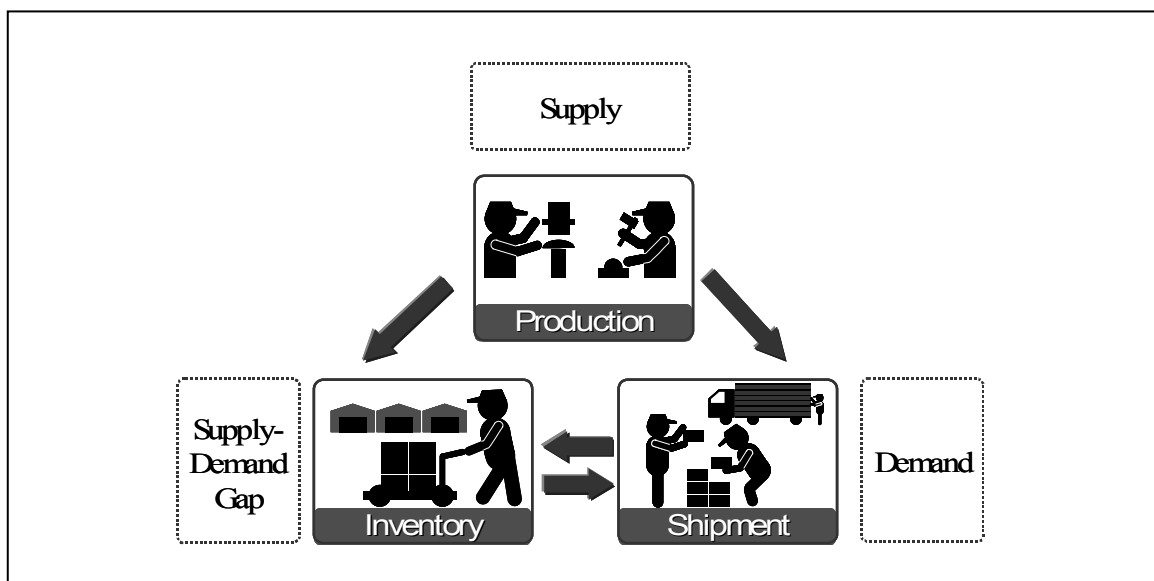 Supply
Production
Supply-
Demand
Gap
Inventory
Shipment
Demand